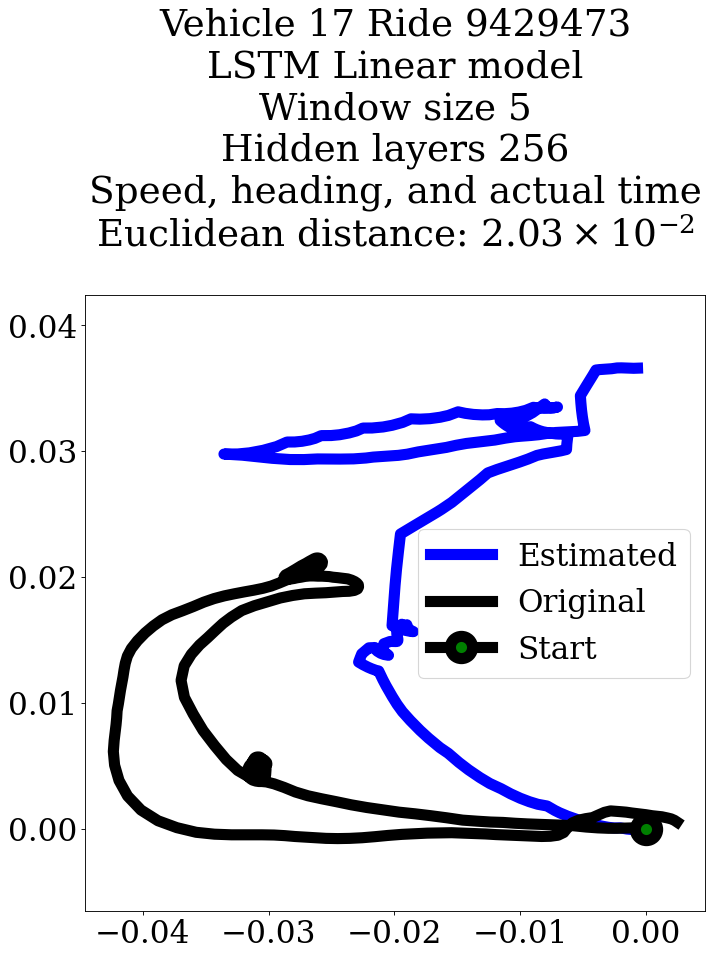 Vehicle 17 Ride 9429473
LSTM Linear model
Window size 5
Hidden layers 256
Speed, heading, and actual time
Euclidean distance: 2.03 × 10⁻²
0.04
0.03
0.02
0.01
0.00
Estimated
Original
Start
−0.04 −0.03 −0.02 −0.01 0.00